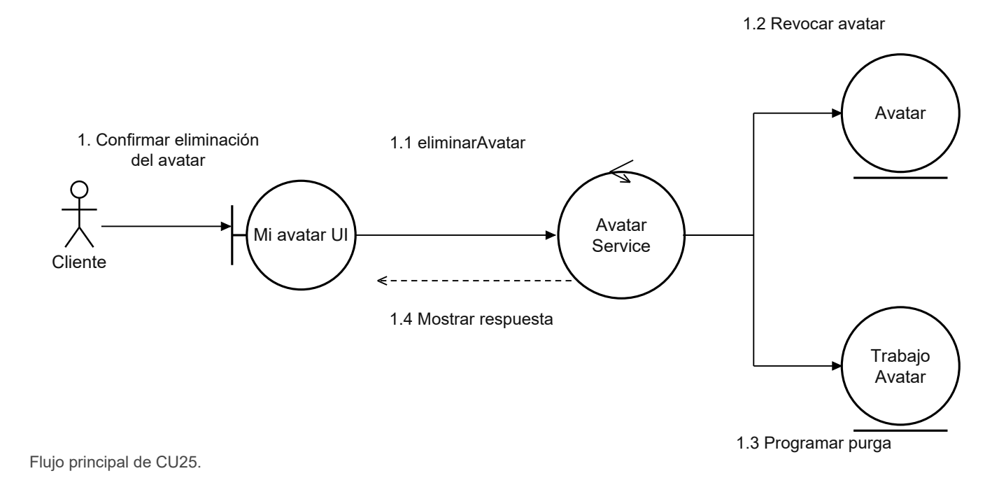 1.2 Revocar avatar
Avatar
1. Confirmar eliminación
del avatar
1.1 eliminarAvatar
Cliente
Mi avatar UI
Avatar
Service
1.4 Mostrar respuesta
Trabajo
Avatar
1.3 Programar purga
Flujo principal de CU25.